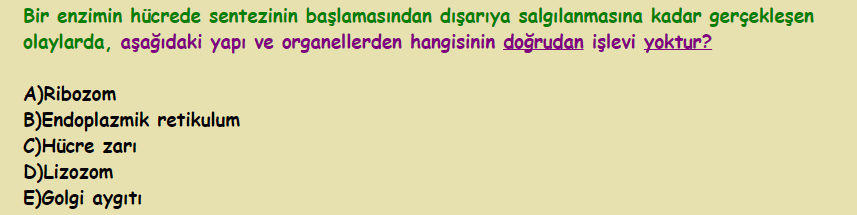 Bir enzimin hücrede sentezinin başlamasından dışarıya salgılanmasına kadar gerçekleşen
olaylarda, aşağıdaki yapı ve organellerden hangisinin doğrudan işlevi yoktur?
A)Ribozom
B)Endoplazmik retikulum
C)Hücre zarı
D)Lizozom
E)Golgi aygıtı